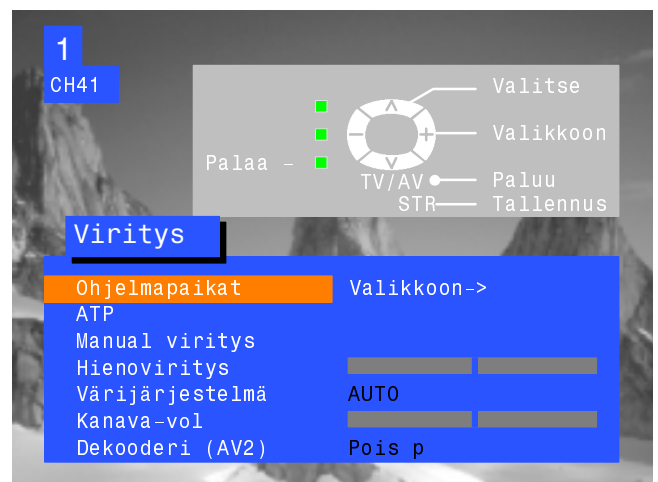 1
CH41
Valitse
Valikkoon
Palaa -
TV/AV Paluu
STR Tallennus
Viritys
Ohjelmapaikat Valikkoon->
ATP
Manual viritys
Hienoviritys
Värijärjestelmä AUTO
Kanava-vol
Dekooderi (AV2) Pois p